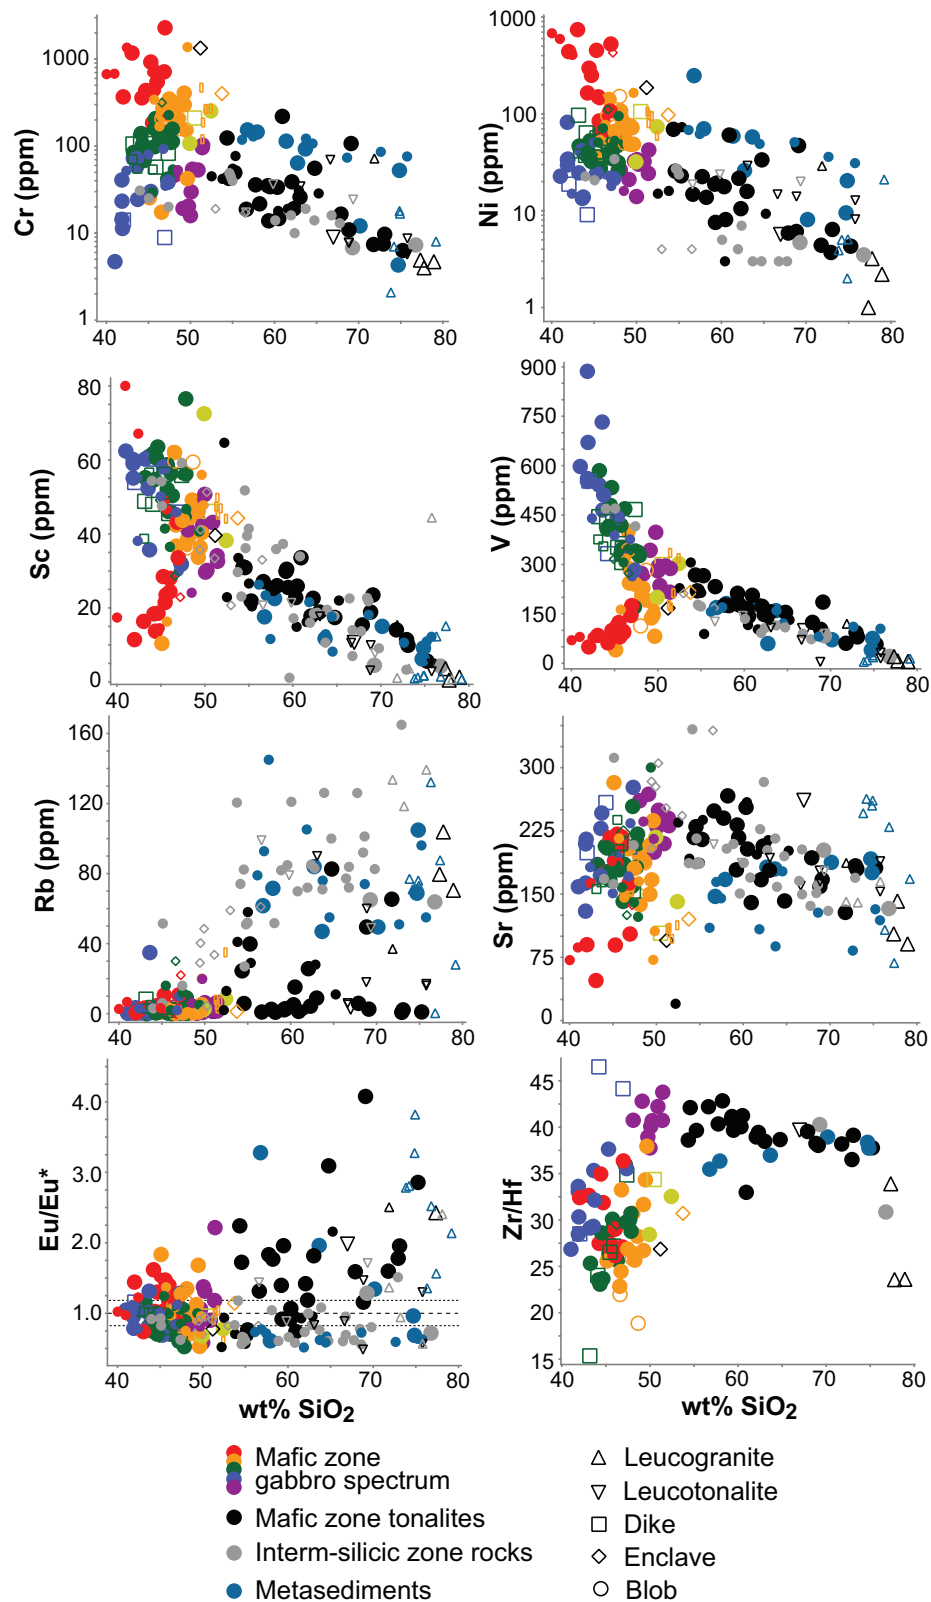 Cr (ppm)
1000
100
10
1
40 50 60 70 80
Ni (ppm)
1000
100
10
1
40 50 60 70 80
Sc (ppm)
80
60
40
20
0
40 50 60 70 80
V (ppm)
900
750
600
450
300
150
0
40 50 60 70 80
Rb (ppm)
160
120
80
40
0
40 50 60 70 80
Sr (ppm)
300
225
150
75
0
40 50 60 70 80
Eu/Eu*
4.0
3.0
2.0
1.0
40 50 60 70 80
wt% SiO2
Zr/Hf
45
40
35
30
25
20
15
40 50 60 70 80
wt% SiO2
Mafic zone
gabbro spectrum
Mafic zone tonalites
Interm-silicic zone rocks
Metasediments
Leucogranite
Leucotonalite
Dike
Enclave
Blob